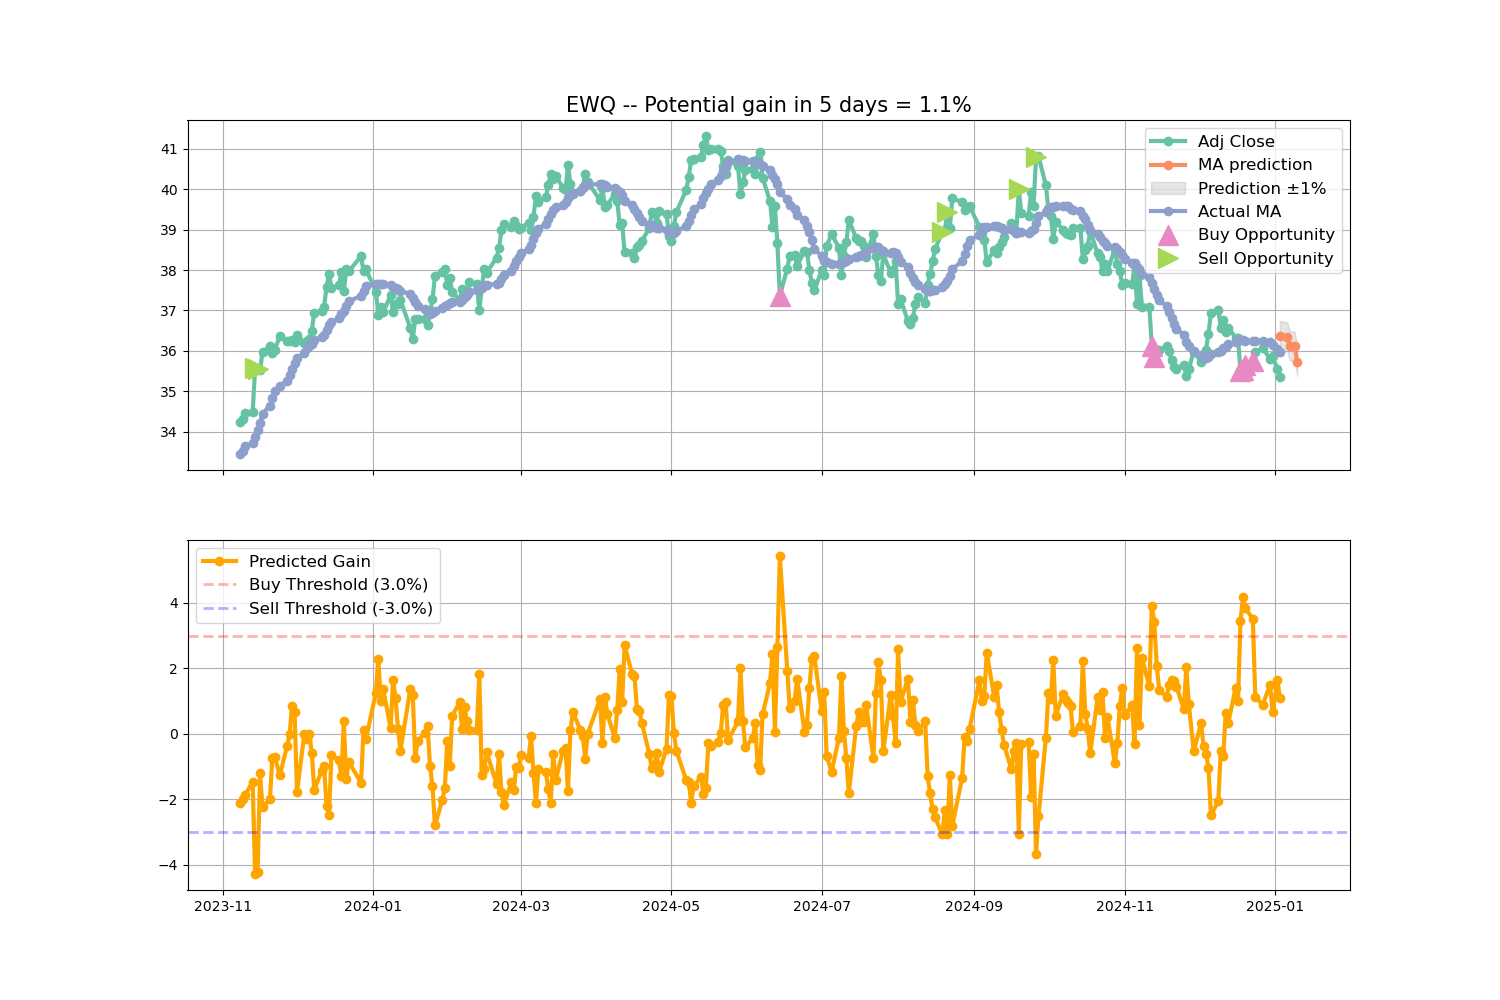 EWQ -- Potential gain in 5 days = 1.1%
41
40
39
38
37
36
35
34
Adj Close
MA prediction
Prediction ±1%
Actual MA
Buy Opportunity
Sell Opportunity
Predicted Gain
Buy Threshold (3.0%)
Sell Threshold (-3.0%)
4
2
0
−2
−4
2023-11
2024-01
2024-03
2024-05
2024-07
2024-09
2024-11
2025-01